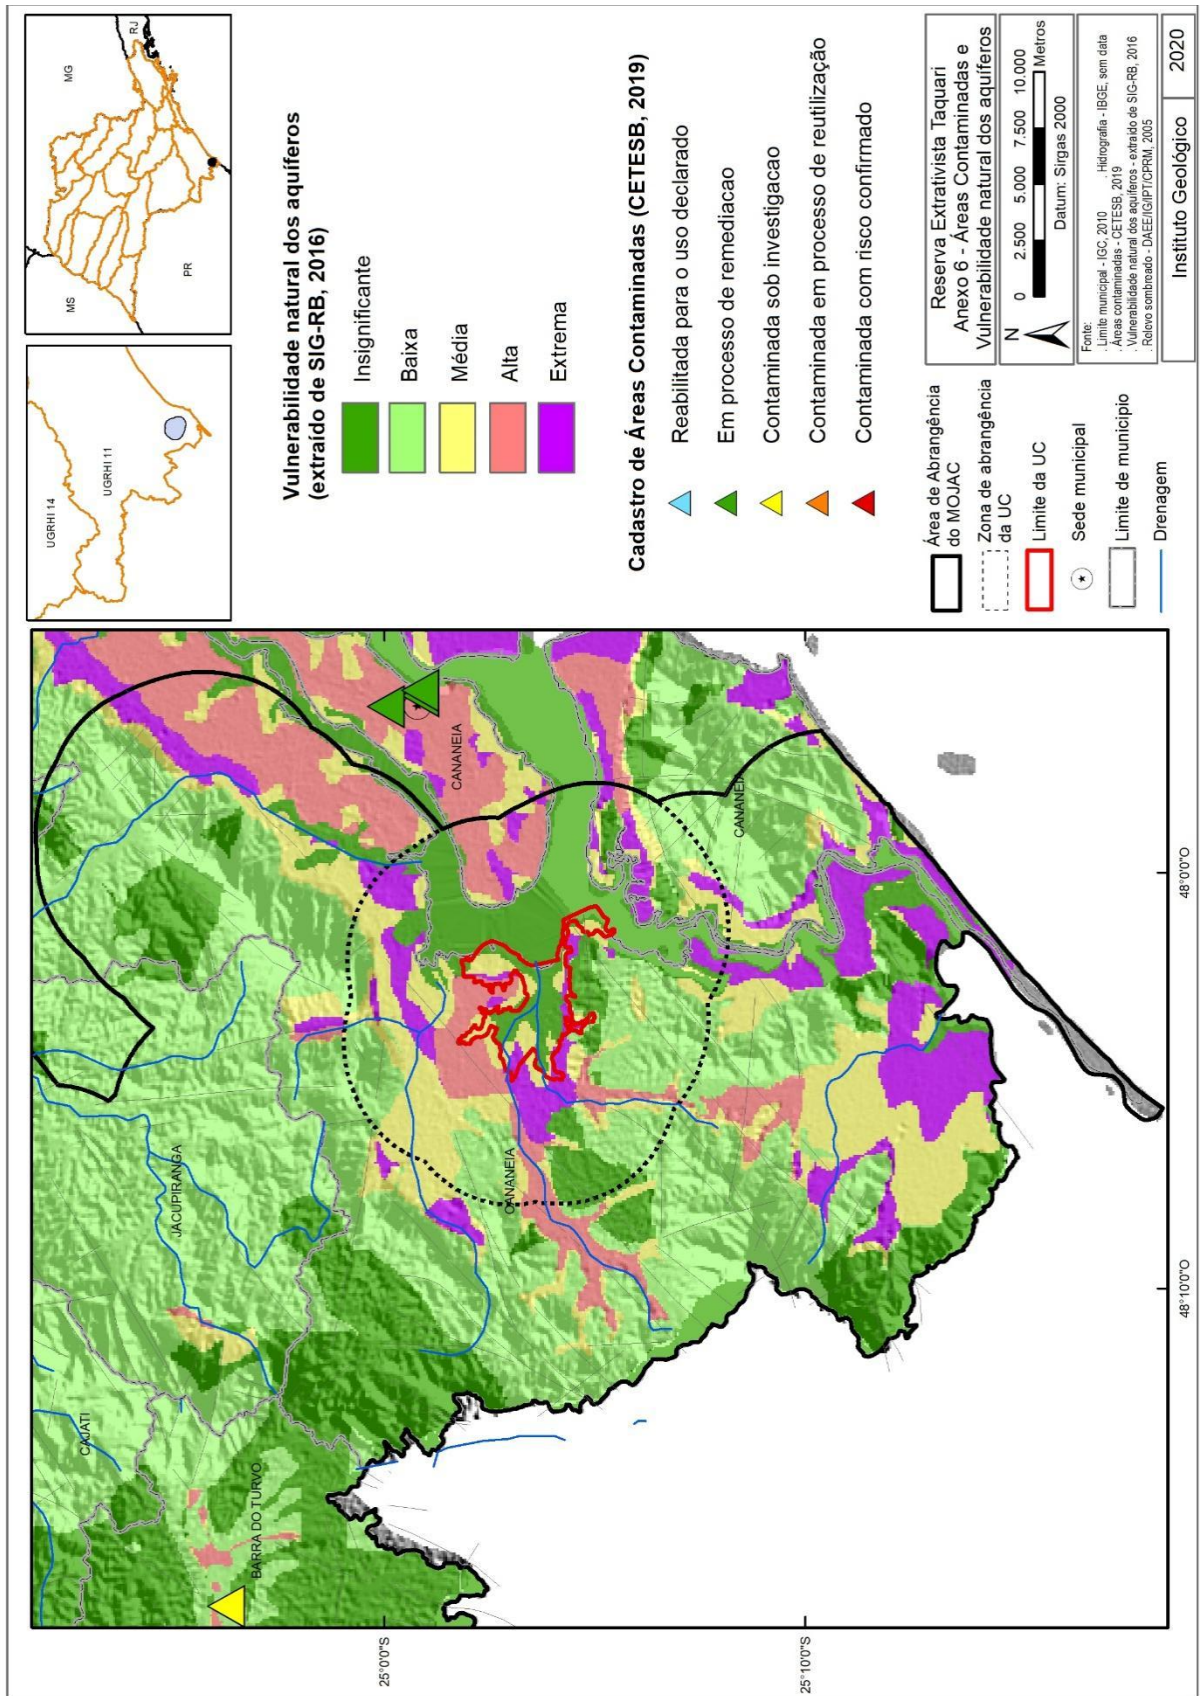 CAJATI
JACUPIRANGA
BARRA DO TURVO
CANANEIA
CANANEIA
CANANEI
25°0'0"S
25°10'0"S
48°10'0"O
48°0'0"O
UGRHI 14
UGRHI 11
MS
MG
PR
RJ
Vulnerabilidade natural dos aquíferos
(extraído de SIG-RB, 2016)
Insignificante
Baixa
Média
Alta
Extrema
Cadastro de Áreas Contaminadas (CETESB, 2019)
Reabilitada para o uso declarado
Em processo de remediacao
Contaminada sob investigacao
Contaminada em processo de reutilização
Contaminada com risco confirmado
Área de Abrangência
do MOJAC
Zona de abrangência
da UC
Limite da UC
Sede municipal
Limite de municipio
Drenagem
Reserva Extrativista Taquari
Anexo 6 - Áreas Contaminadas e
Vulnerabilidade natural dos aquíferos
N
0 2.500 5.000 7.500 10.000
Metros
Datum: Sirgas 2000
Fonte:
. Limite municipal - IGC, 2010 . Hidrografia - IBGE, sem data
. Áreas contaminadas - CETESB, 2019
. Vulnerabilidade natural dos aquíferos - extraído de SIG-RB, 2016
. Relevo sombreado - DAEE/IG/IPT/CPRM, 2005
Instituto Geológico
2020